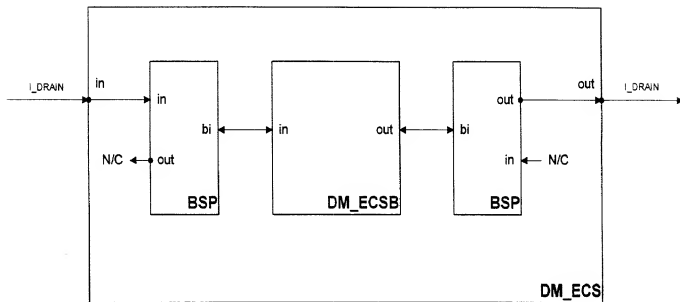 in
out
I_DRAIN
I_DRAIN
in
out
bi
in
out
bi
N/C
out
in
N/C
BSP
DM_ECSB
BSP
DM_ECS